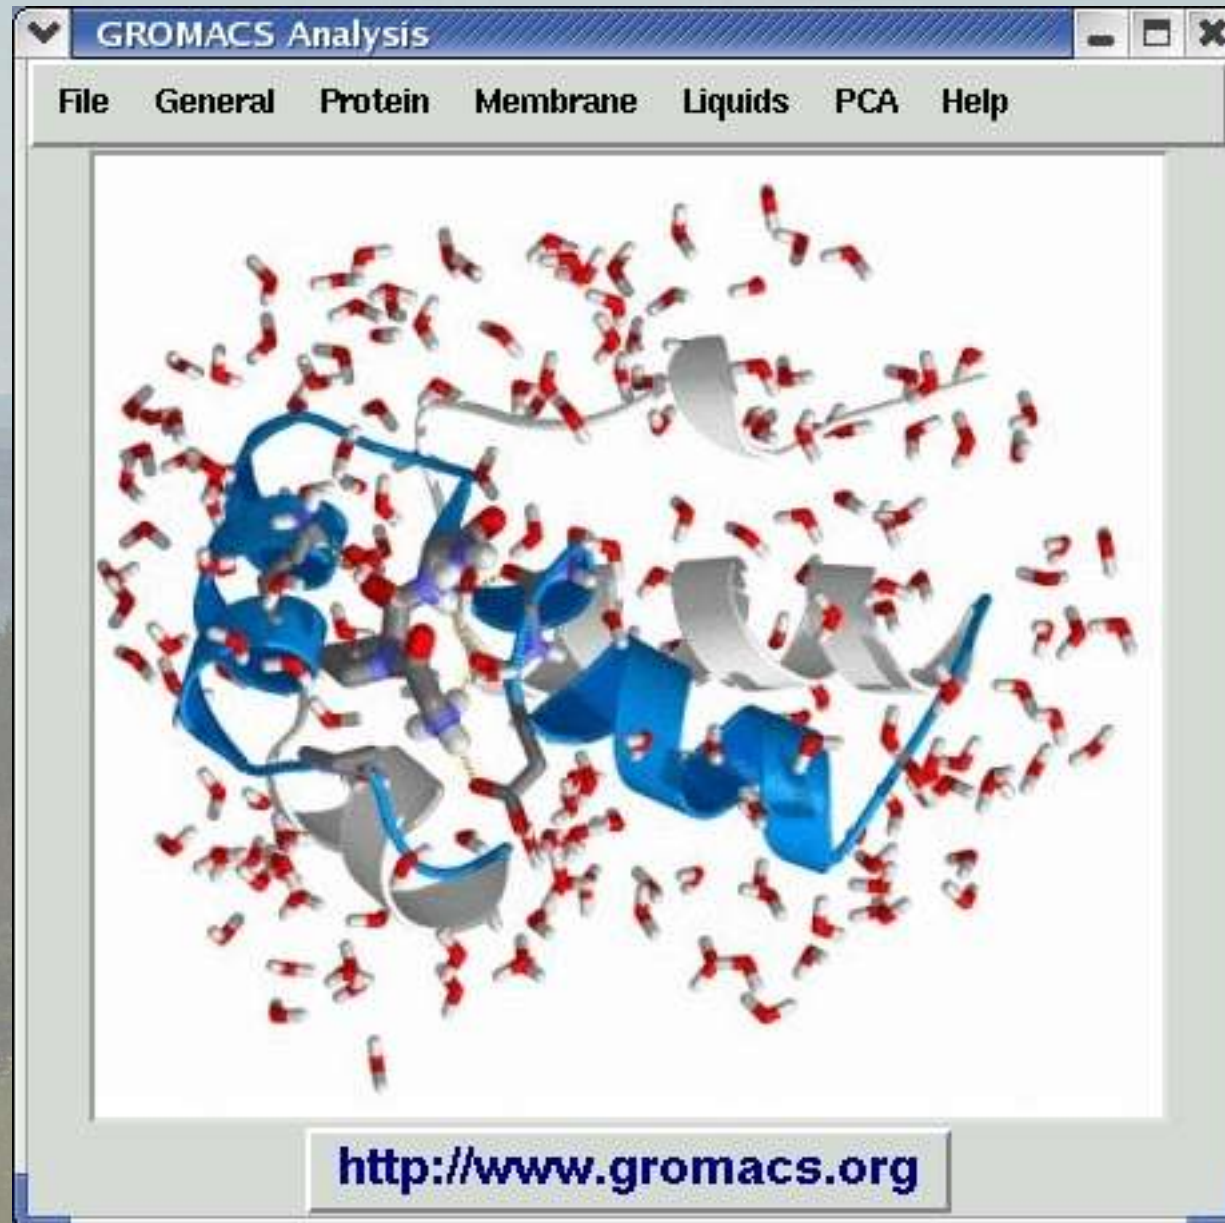 GROMACS Analysis
File General Protein Membrane Liquids PCA Help
http://www.gromacs.org